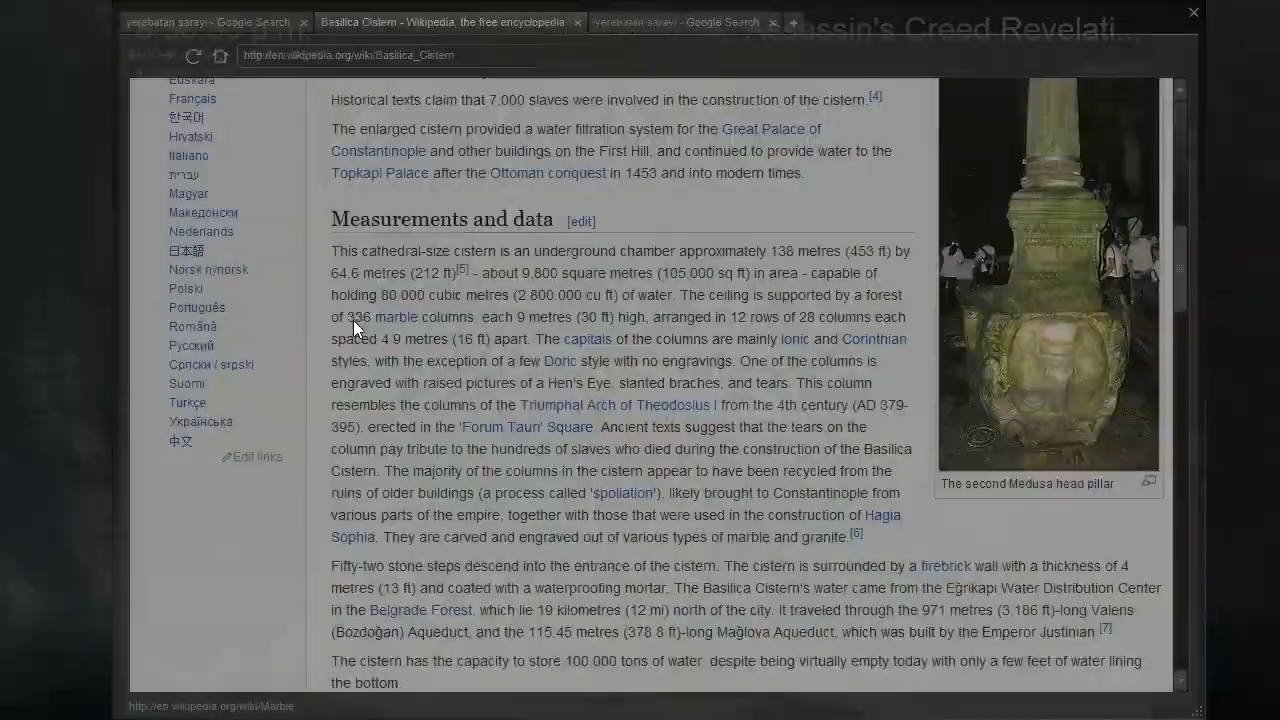 yerebatan sarayi - Google Search
Basilica Cistern - Wikipedia, the free encyclopedia
yerebatan sarayi - Google Search
Assassin's Creed Revelati...
http://en.wikipedia.org/wiki/Basilica_Cistern
Euskara
Français
한국어
Hrvatski
Italiano
עברית
Magyar
Македонски
Nederlands
日本語
Norsk nynorsk
Polski
Português
Română
Русский
Српски / srpski
Suomi
Türkçe
Українська
中文
Edit links
Historical texts claim that 7.000 slaves were involved in the construction of the cistern.[4]
The enlarged cistern provided a water filtration system for the Great Palace of
Constantinople and other buildings on the First Hill, and continued to provide water to the
Topkapi Palace after the Ottoman conquest in 1453 and into modern times.
Measurements and data [edit]
This cathedral-size cistern is an underground chamber approximately 138 metres (453 ft) by
64.6 metres (212 ft)[5] - about 9,800 square metres (105 000 sq ft) in area - capable of
holding 80 000 cubic metres (2 800.000 cu ft) of water. The ceiling is supported by a forest
of 336 marble columns, each 9 metres (30 ft) high, arranged in 12 rows of 28 columns each
spaced 4 9 metres (16 ft) apart. The capitals of the columns are mainly Ionic and Corinthian
styles, with the exception of a few Doric style with no engravings. One of the columns is
engraved with raised pictures of a Hen's Eye, slanted braches, and tears. This column
resembles the columns of the Triumphal Arch of Theodosius I from the 4th century (AD 379-
395), erected in the 'Forum Tauri' Square. Ancient texts suggest that the tears on the
column pay tribute to the hundreds of slaves who died during the construction of the Basilica
Cistern. The majority of the columns in the cistern appear to have been recycled from the
ruins of older buildings (a process called 'spoliation'), likely brought to Constantinople from
various parts of the empire, together with those that were used in the construction of Hagia
Sophia. They are carved and engraved out of various types of marble and granite.[6]
The second Medusa head pillar
Fifty-two stone steps descend into the entrance of the cistern. The cistern is surrounded by a firebrick wall with a thickness of 4
metres (13 ft) and coated with a waterproofing mortar. The Basilica Cistern's water came from the Eğrikapi Water Distribution Center
in the Belgrade Forest, which lie 19 kilometres (12 mi) north of the city. It traveled through the 971 metres (3,186 ft)-long Valens
(Bozdoğan) Aqueduct, and the 115.45 metres (378 8 ft)-long Mağlova Aqueduct, which was built by the Emperor Justinian [7]
The cistern has the capacity to store 100 000 tons of water despite being virtually empty today with only a few feet of water lining
the bottom
http://en.wikipedia.org/wiki/Marble